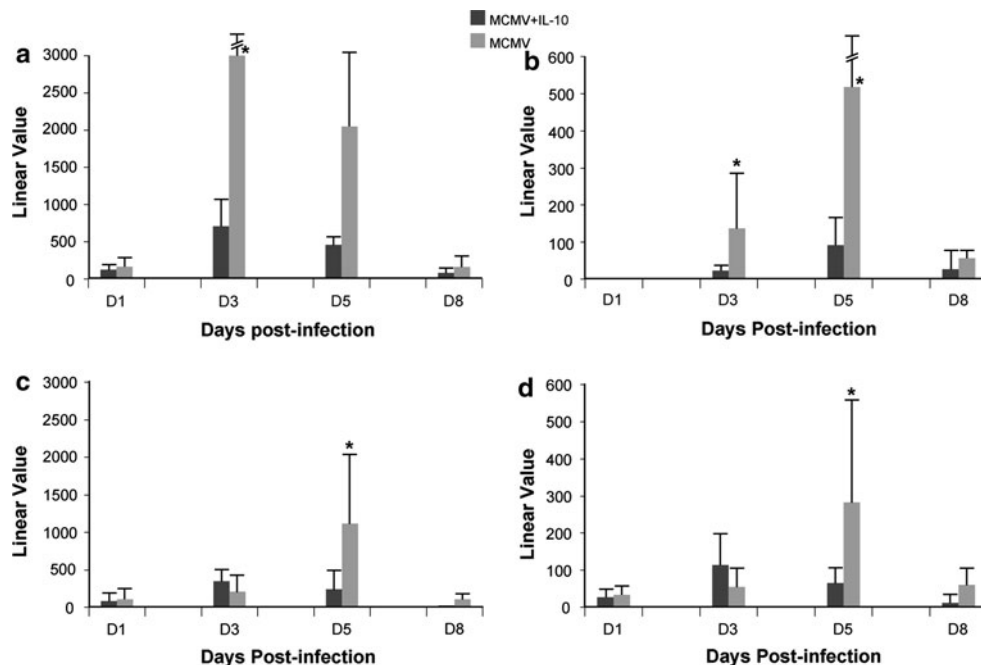 MCMV+IL-10
MCMV
a
3000
2500
2000
1500
1000
500
0
Linear Value
*
D1 D3 D5 D8
Days post-infection
b
600
500
400
300
200
100
0
Linear Value
*
*
D1 D3 D5 D8
Days Post-infection
c
3000
2500
2000
1500
1000
500
0
Linear Value
*
D1 D3 D5 D8
Days Post-infection
d
600
500
400
300
200
100
0
Linear Value
*
D1 D3 D5 D8
Days Post-infection